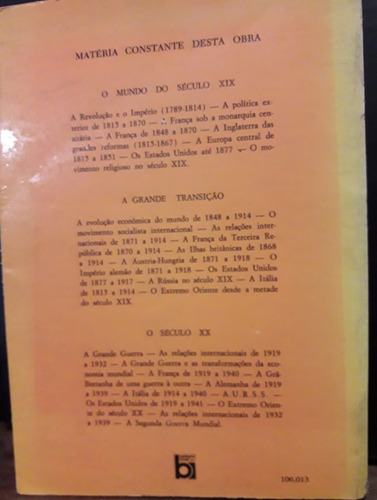 MATÉRIA CONSTANTE DESTA OBRA
O MUNDO DO SÉCULO XIX
A Revolução e o Império (1789-1814) — A política ex-
terior de 1815 a 1870 — A França sob a monarquia cen-
sitária — A França de 1848 a 1870 — A Inglaterra das
grandes reformas (1815-1867) — A Europa central de
1815 a 1851 — Os Estados Unidos até 1877 — O mo-
vimento religioso no século XIX.
A GRANDE TRANSIÇÃO
A evolução econômica do mundo de 1848 a 1914 — O
movimento socialista internacional — As relações inter-
nacionais de 1871 a 1914 — A França da Terceira Re-
pública de 1870 a 1914 — As Ilhas britânicas de 1868
a 1914 — A Áustria-Hungria de 1871 a 1918 — O
Império alemão de 1871 a 1918 — Os Estados Unidos
de 1877 a 1917 — A Rússia no século XIX — A Itália
de 1815 a 1914 — O Extremo Oriente desde a metade
do século XIX
O SÉCULO XX
A Grande Guerra — As relações internacionais de 1919
a 1932 — A Grande Guerra e as transformações da eco-
nomia mundial — A França de 1919 a 1940 — A Grã-
Bretanha de uma guerra à outra — A Alemanha de 1919
a 1939 — A Itália de 1914 a 1940 — A U.R.S.S. —
Os Estados Unidos de 1919 a 1941 — O Extremo Orien-
te do século XX — As relações internacionais de 1932
a 1939 — A Segunda Guerra Mundial.
100.013